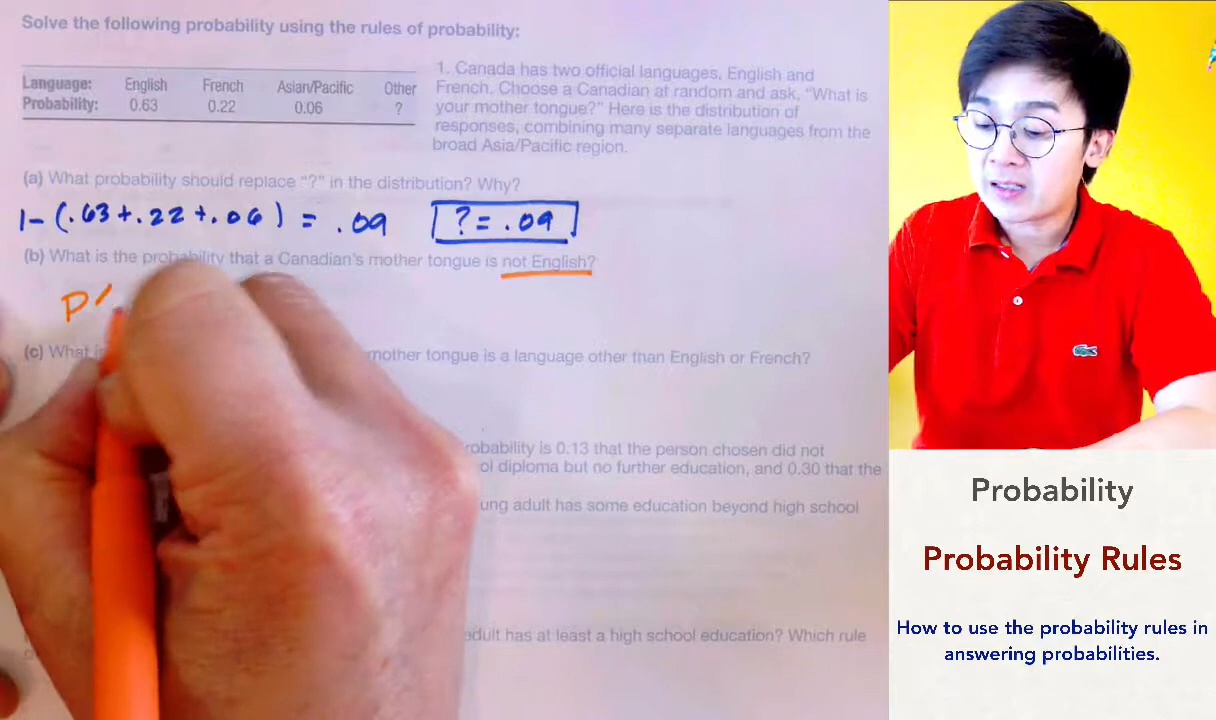 Solve the following probability using the rules of probability:
Language: English French Asian/Pacific Other
Probability: 0.63 0.22 0.06 ?
1. Canada has two official languages, English and
French. Choose a Canadian at random and ask, "What is
your mother tongue?" Here is the distribution of
responses, combining many separate languages from the
broad Asia/Pacific region.
(a) What probability should replace "?" in the distribution? Why?
1-(.63+.22+.06) = .09 ? = .09
(b) What is the probability that a Canadian's mother tongue is not English?
P(
(c) What mother tongue is a language other than English or French?
probability is 0.13 that the person chosen did not
diploma but no further education, and 0.30 that the
adult has some education beyond high school
adult has at least a high school education? Which rule
Probability
Probability Rules
How to use the probability rules in
answering probabilities.